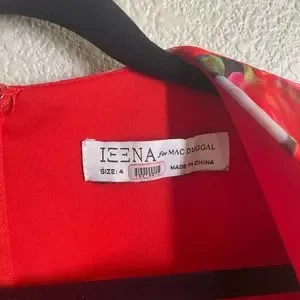 IEENA for MAC DUGGAL
SIZE: 4 MADE IN CHINA